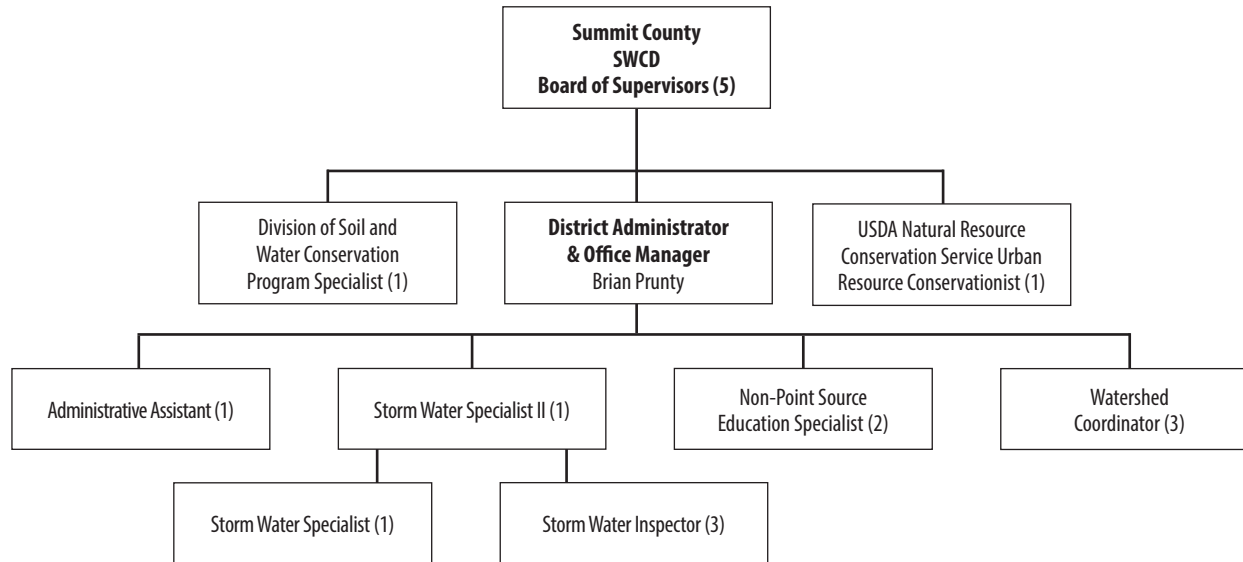 Summit County
SWCD
Board of Supervisors (5)
Division of Soil and
Water Conservation
Program Specialist (1)
District Administrator
& Office Manager
Brian Prunty
USDA Natural Resource
Conservation Service Urban
Resource Conservationist (1)
Administrative Assistant (1)
Storm Water Specialist II (1)
Non-Point Source
Education Specialist (2)
Watershed
Coordinator (3)
Storm Water Specialist (1)
Storm Water Inspector (3)